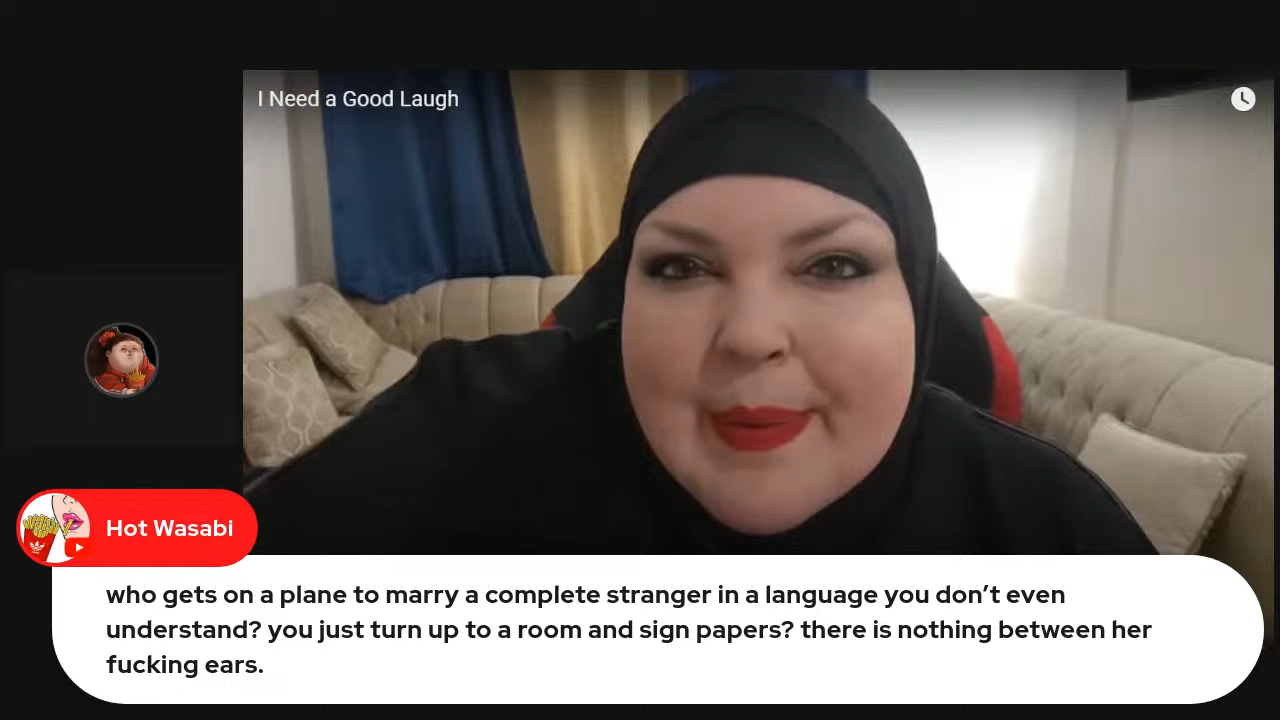 I Need a Good Laugh
Hot Wasabi
who gets on a plane to marry a complete stranger in a language you don’t even
understand? you just turn up to a room and sign papers? there is nothing between her
fucking ears.